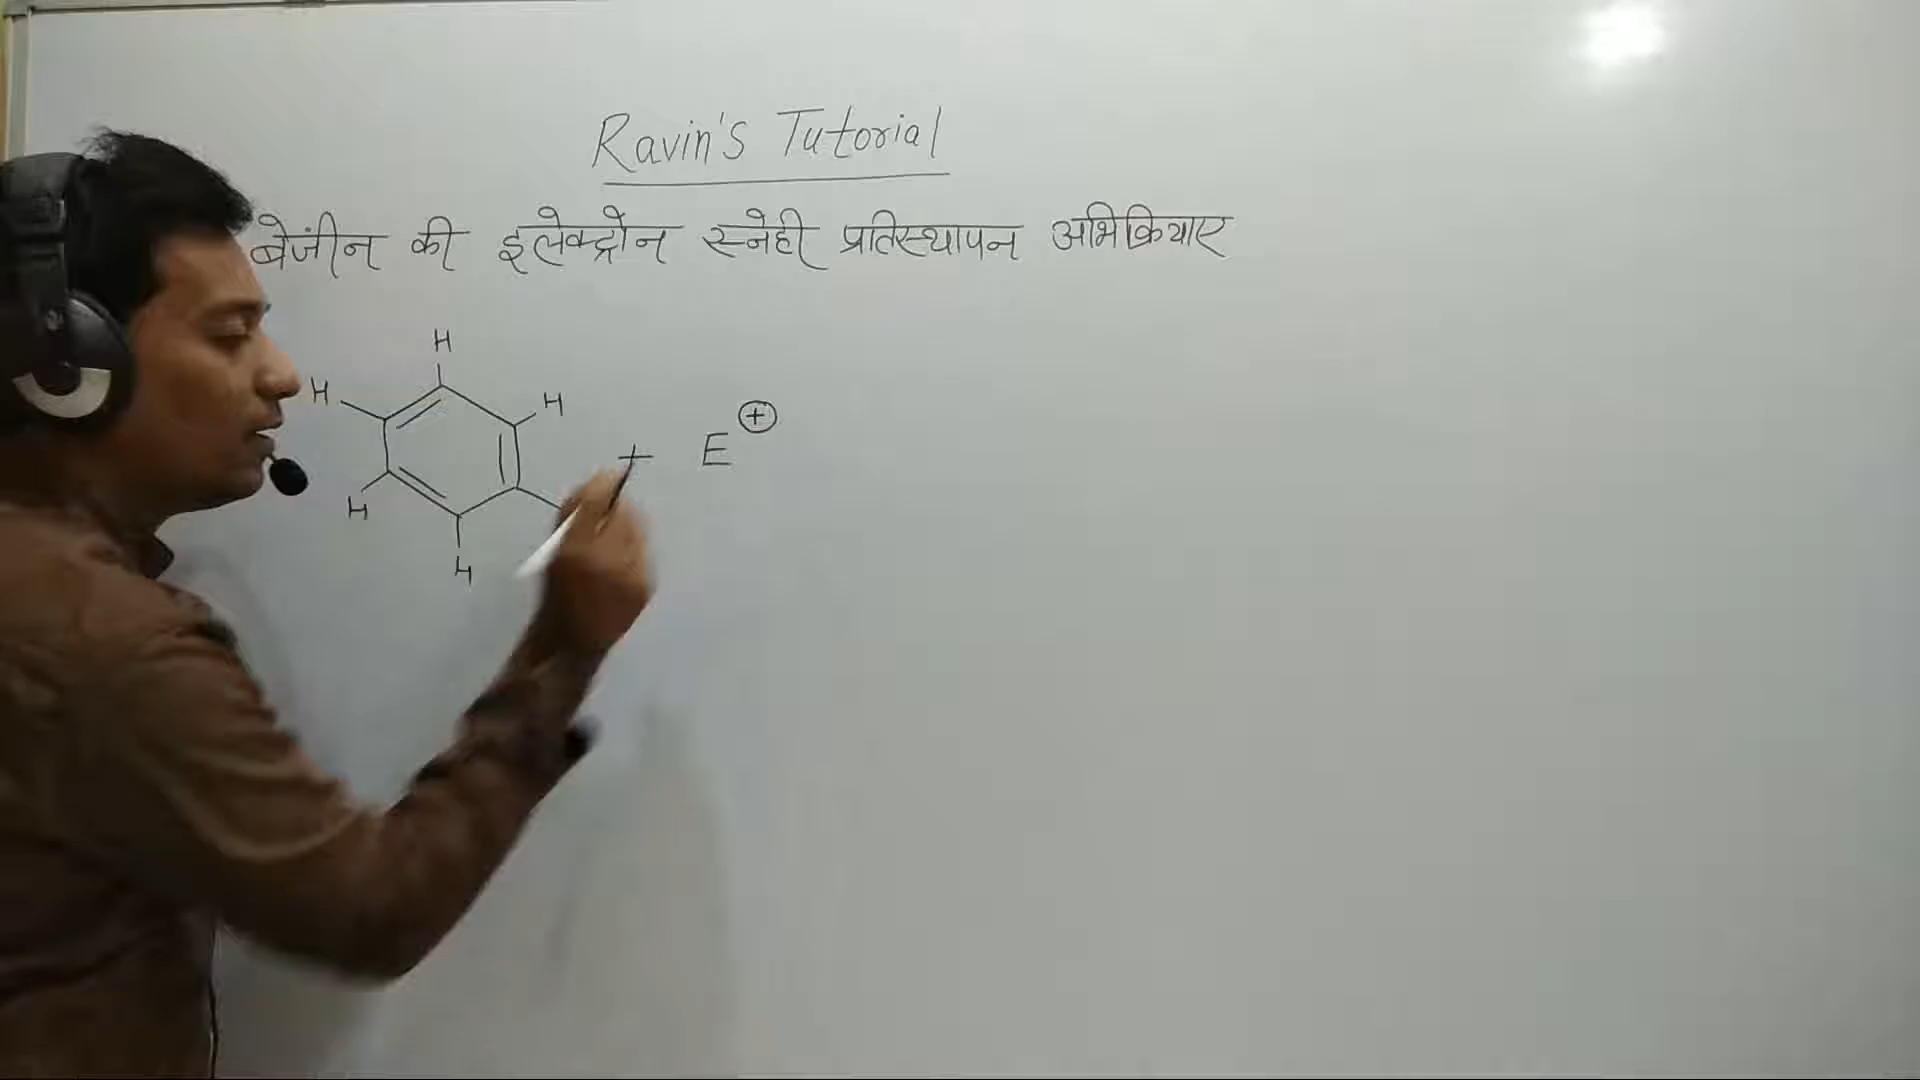 Ravin's Tutorial
बेजींन की इलेक्ट्रोन स्नेही प्रतिस्थापन अभिक्रियाए
H
H
H
+ E ⊕
H
H